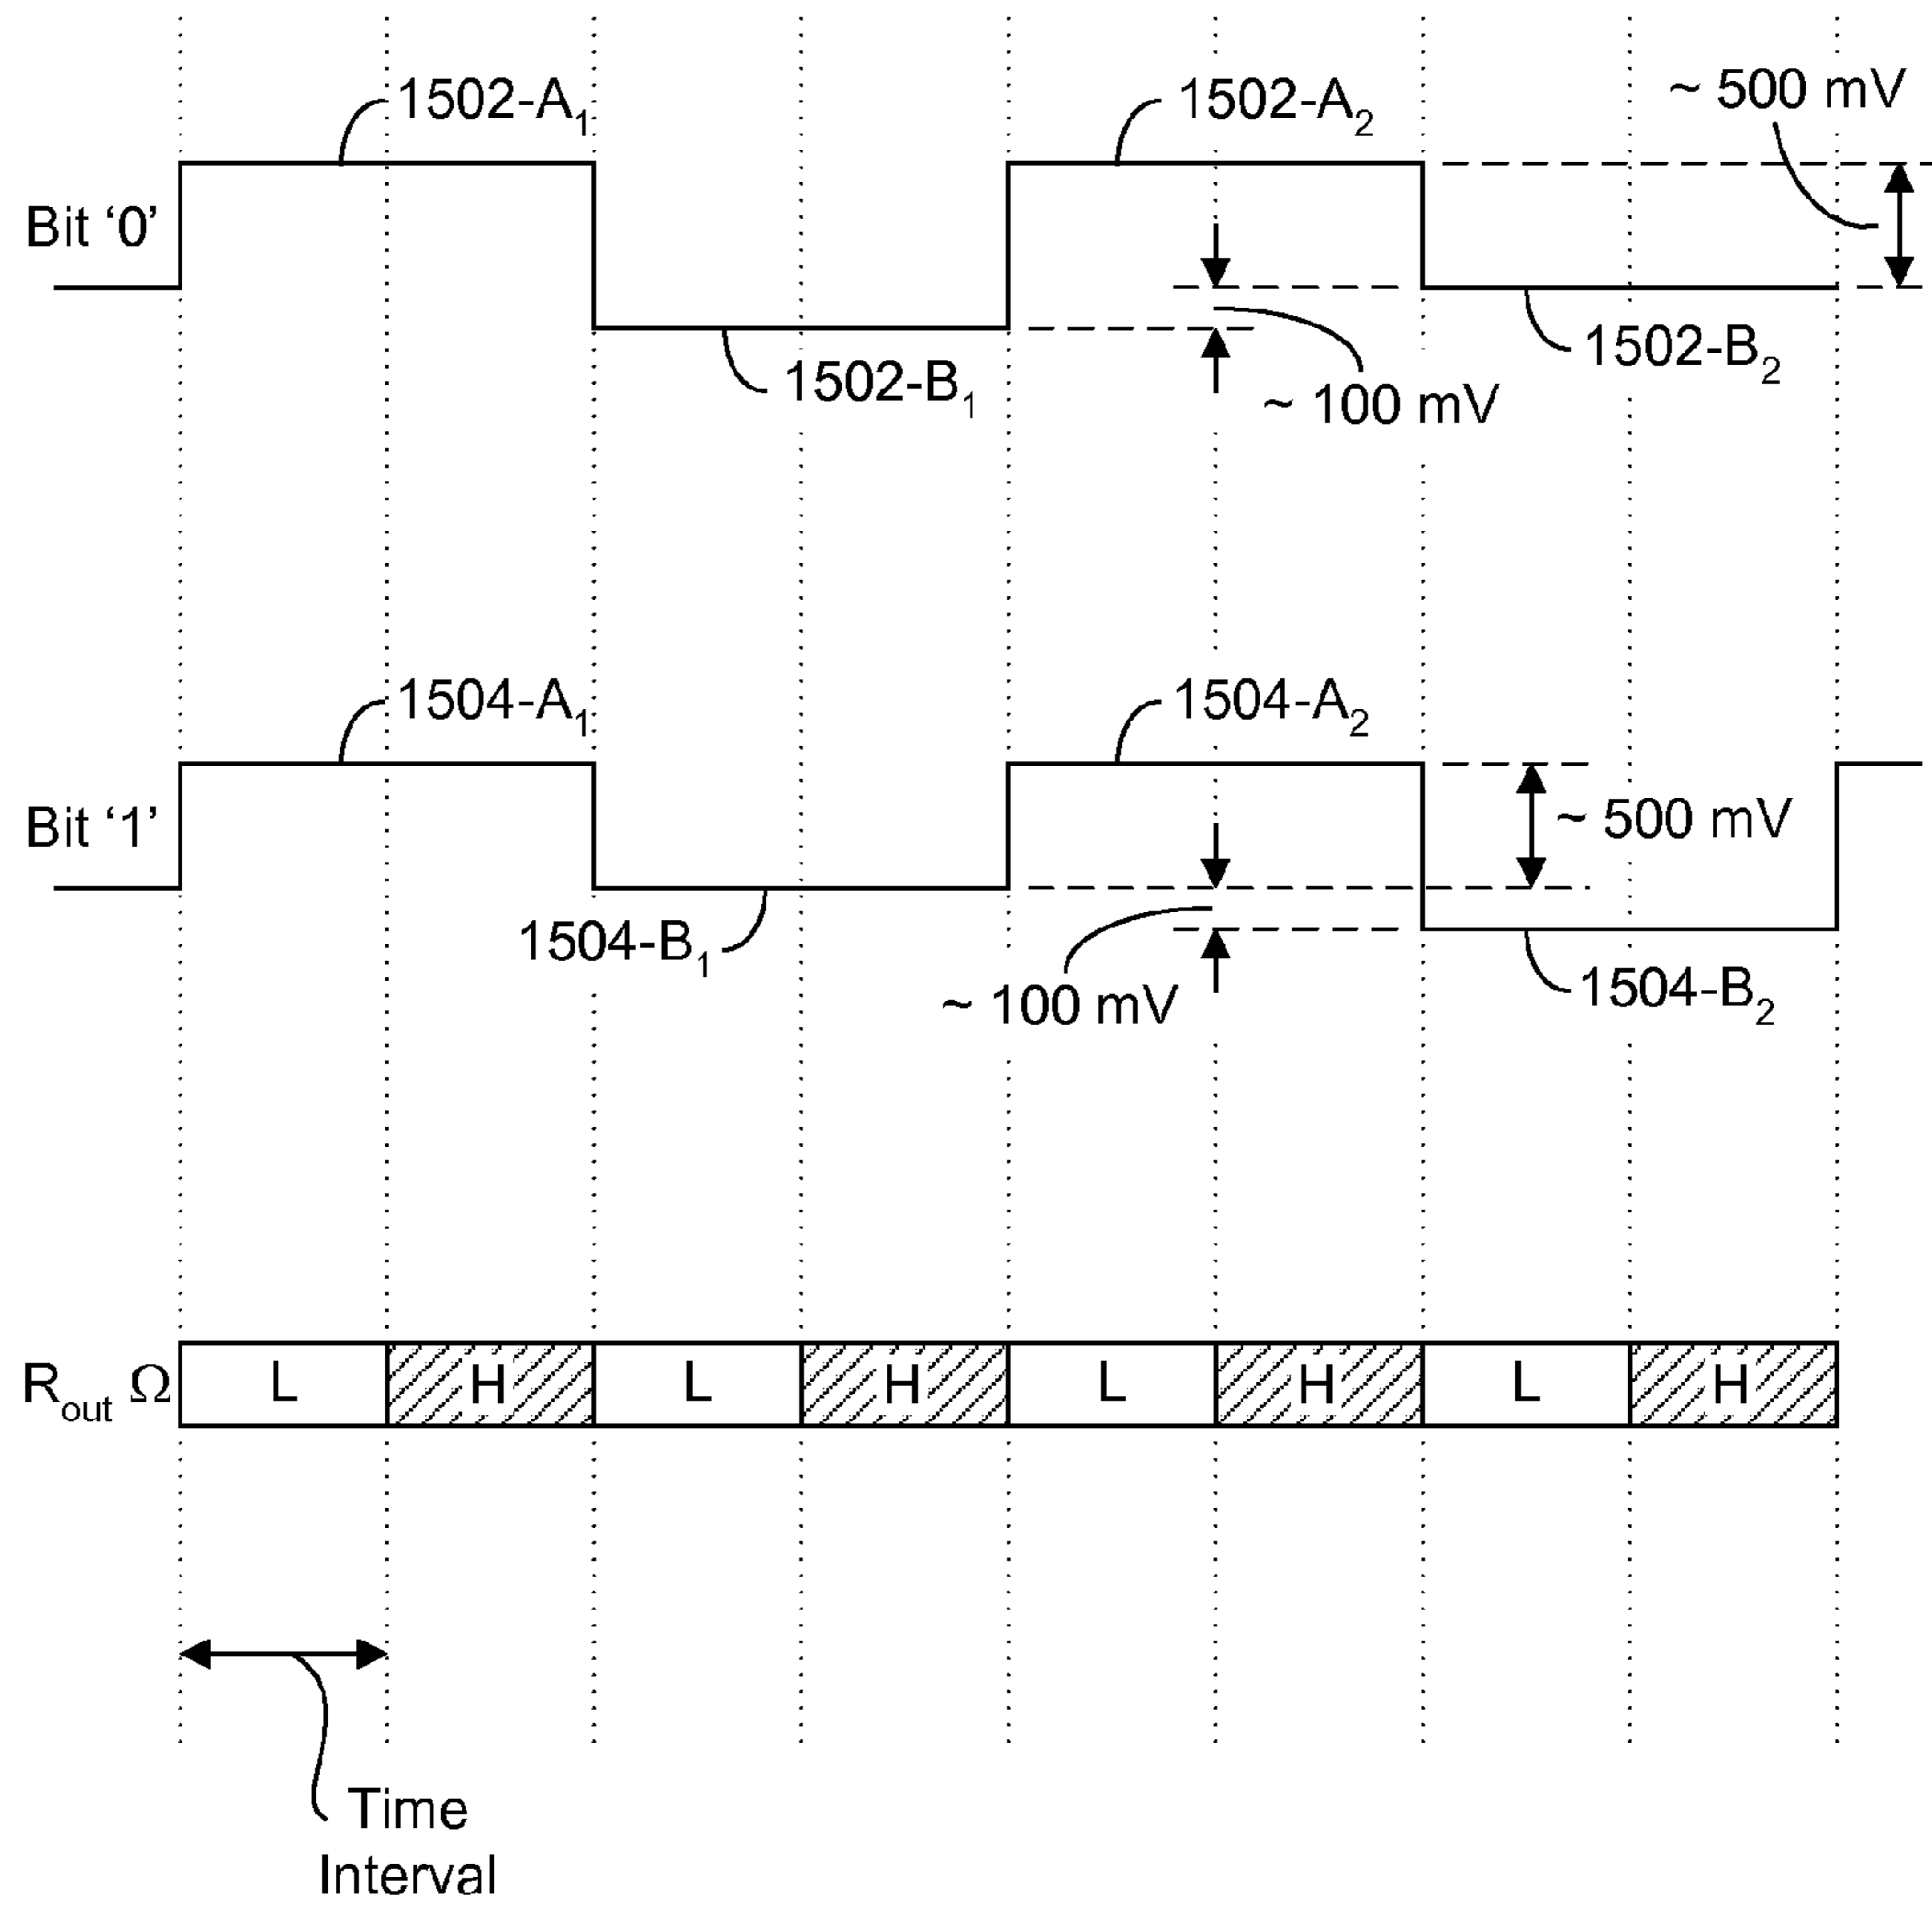 1502-A1
1502-A2
~ 500 mV
Bit ‘0’
1502-B1
1502-B2
~ 100 mV
1504-A1
1504-A2
Bit ‘1’
~ 500 mV
1504-B1
~ 100 mV
1504-B2
Rout Ω L H L H L H L H
Time
Interval